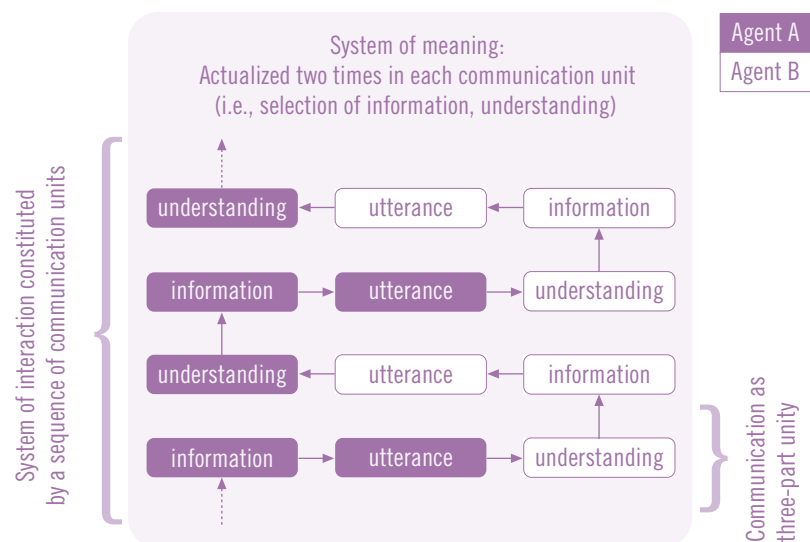 System of meaning:
Actualized two times in each communication unit
(i.e., selection of information, understanding)
Agent A
Agent B
System of interaction constituted
by a sequence of communication units
understanding
utterance
information
information
utterance
understanding
understanding
utterance
information
information
utterance
understanding
Communication as
three-part unity